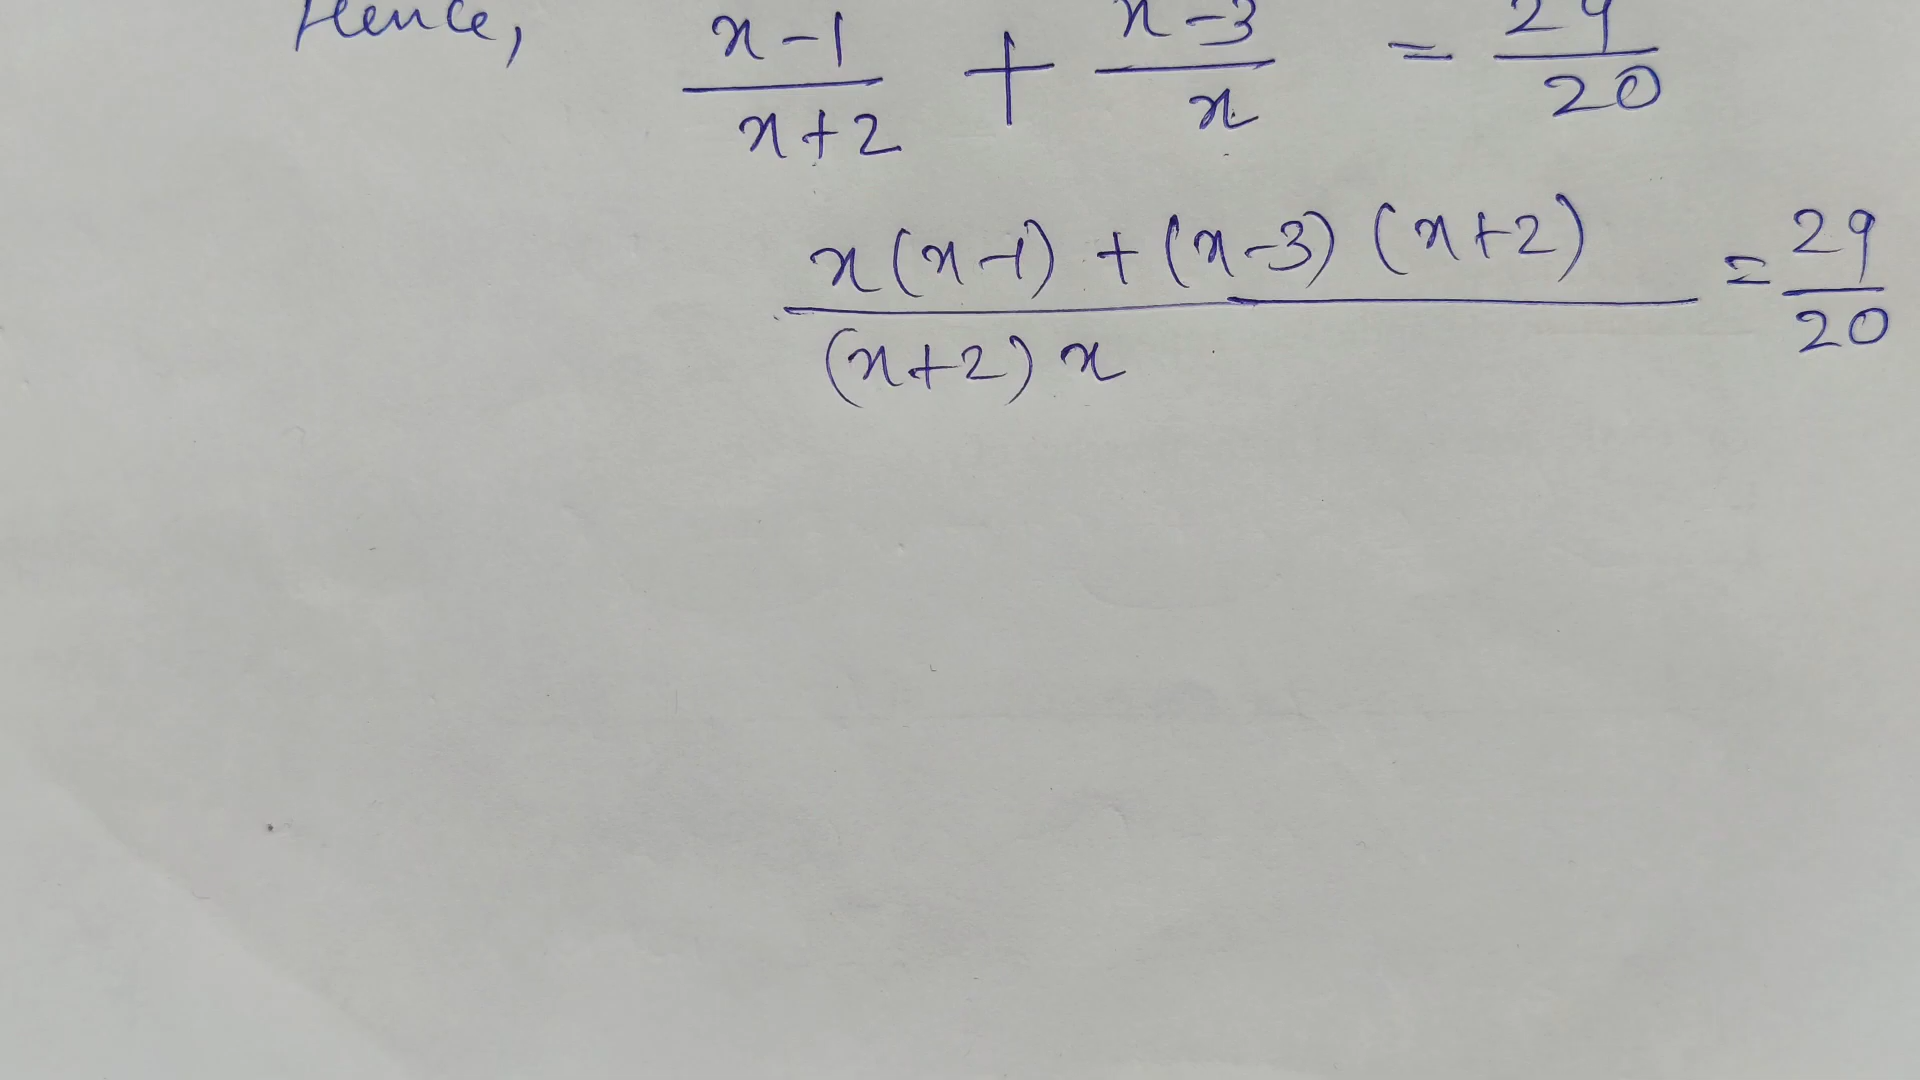 Hence, x-1/x+2 + x-3/x = 29/20
x(x-1) + (x-3) (x+2)/(x+2) x = 29/20